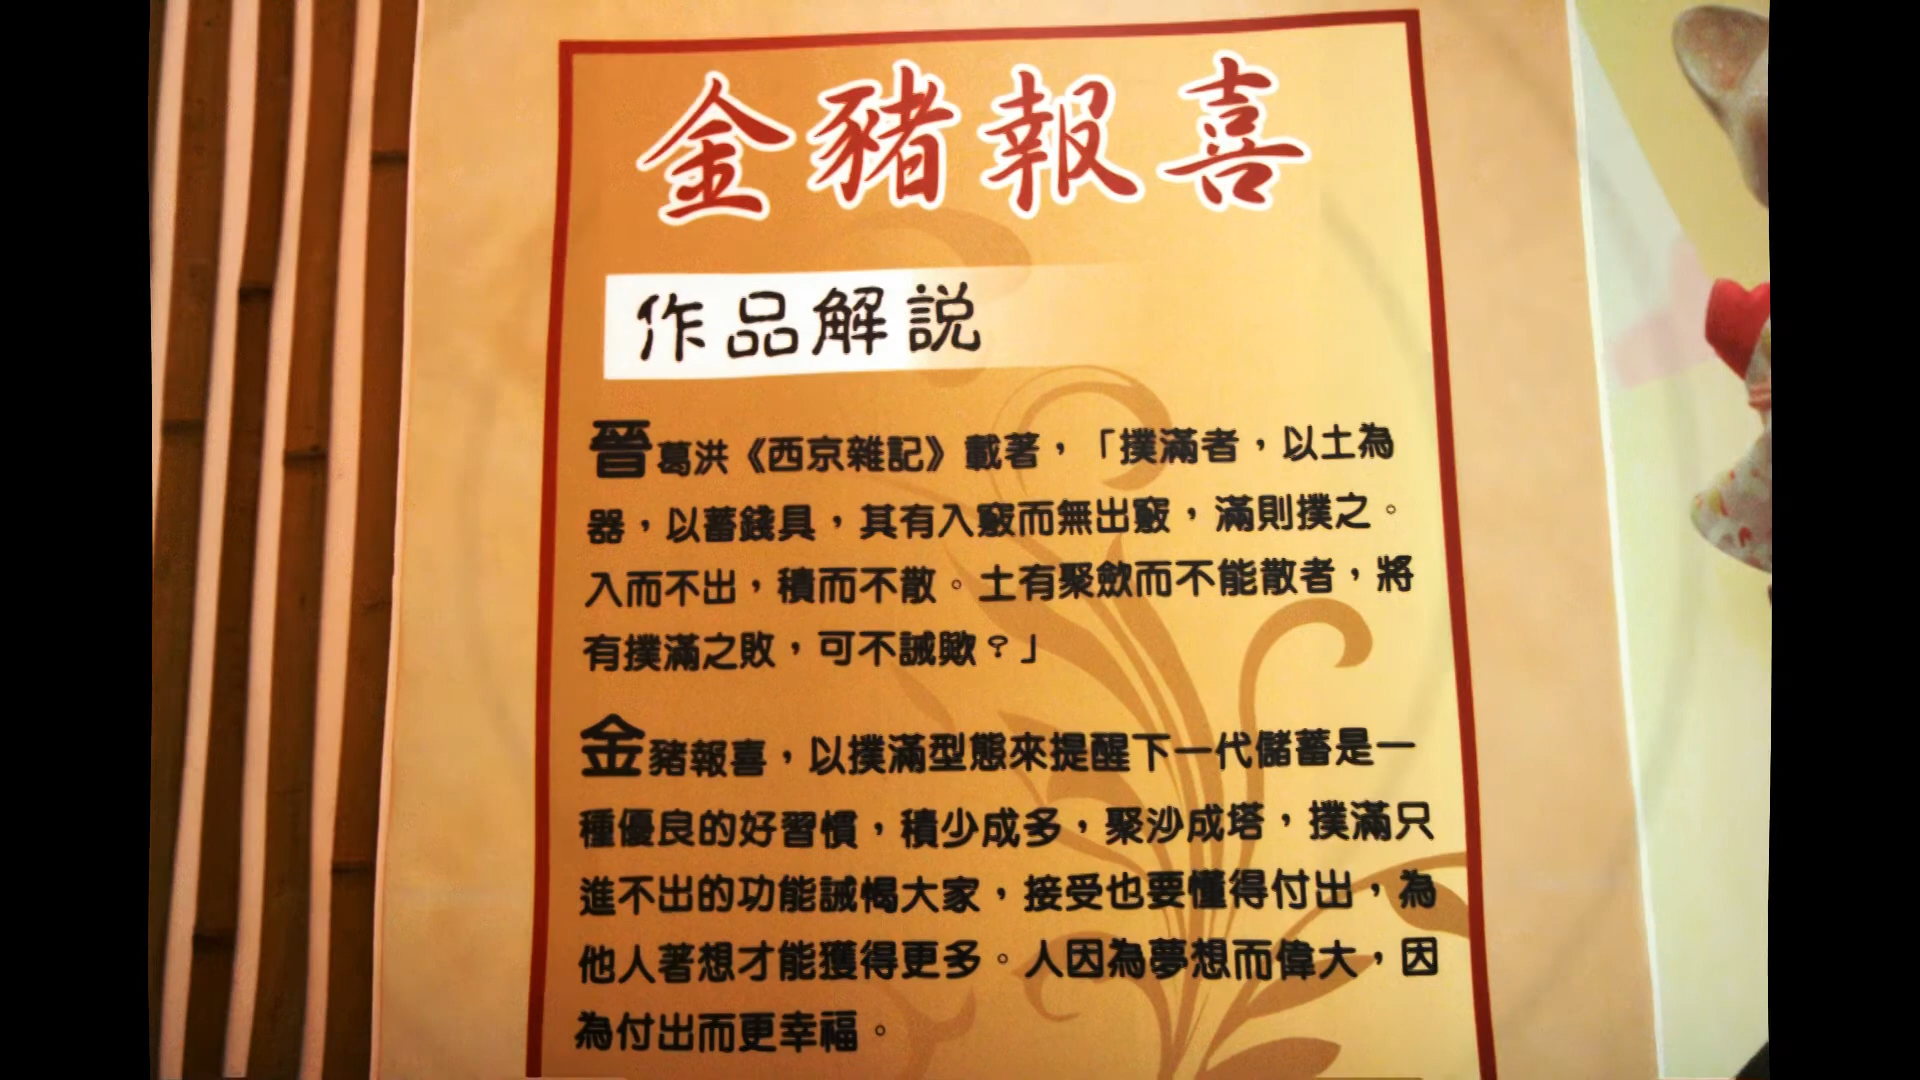 金豬報喜
作品解說
晉葛洪《西京雜記》載著,「撲滿者,以土為
器,以蓄錢具,其有入竅而無出竅,滿則撲之。
入而不出,積而不散。土有聚歛而不能散者,將
有撲滿之敗,可不誡歟?」
金豬報喜,以撲滿型態來提醒下一代儲蓄是一
種優良的好習慣,積少成多,聚沙成塔,撲滿只
進不出的功能誡惕大家,接受也要懂得付出,為
他人著想才能獲得更多。人因為夢想而偉大,因
為付出而更幸福。